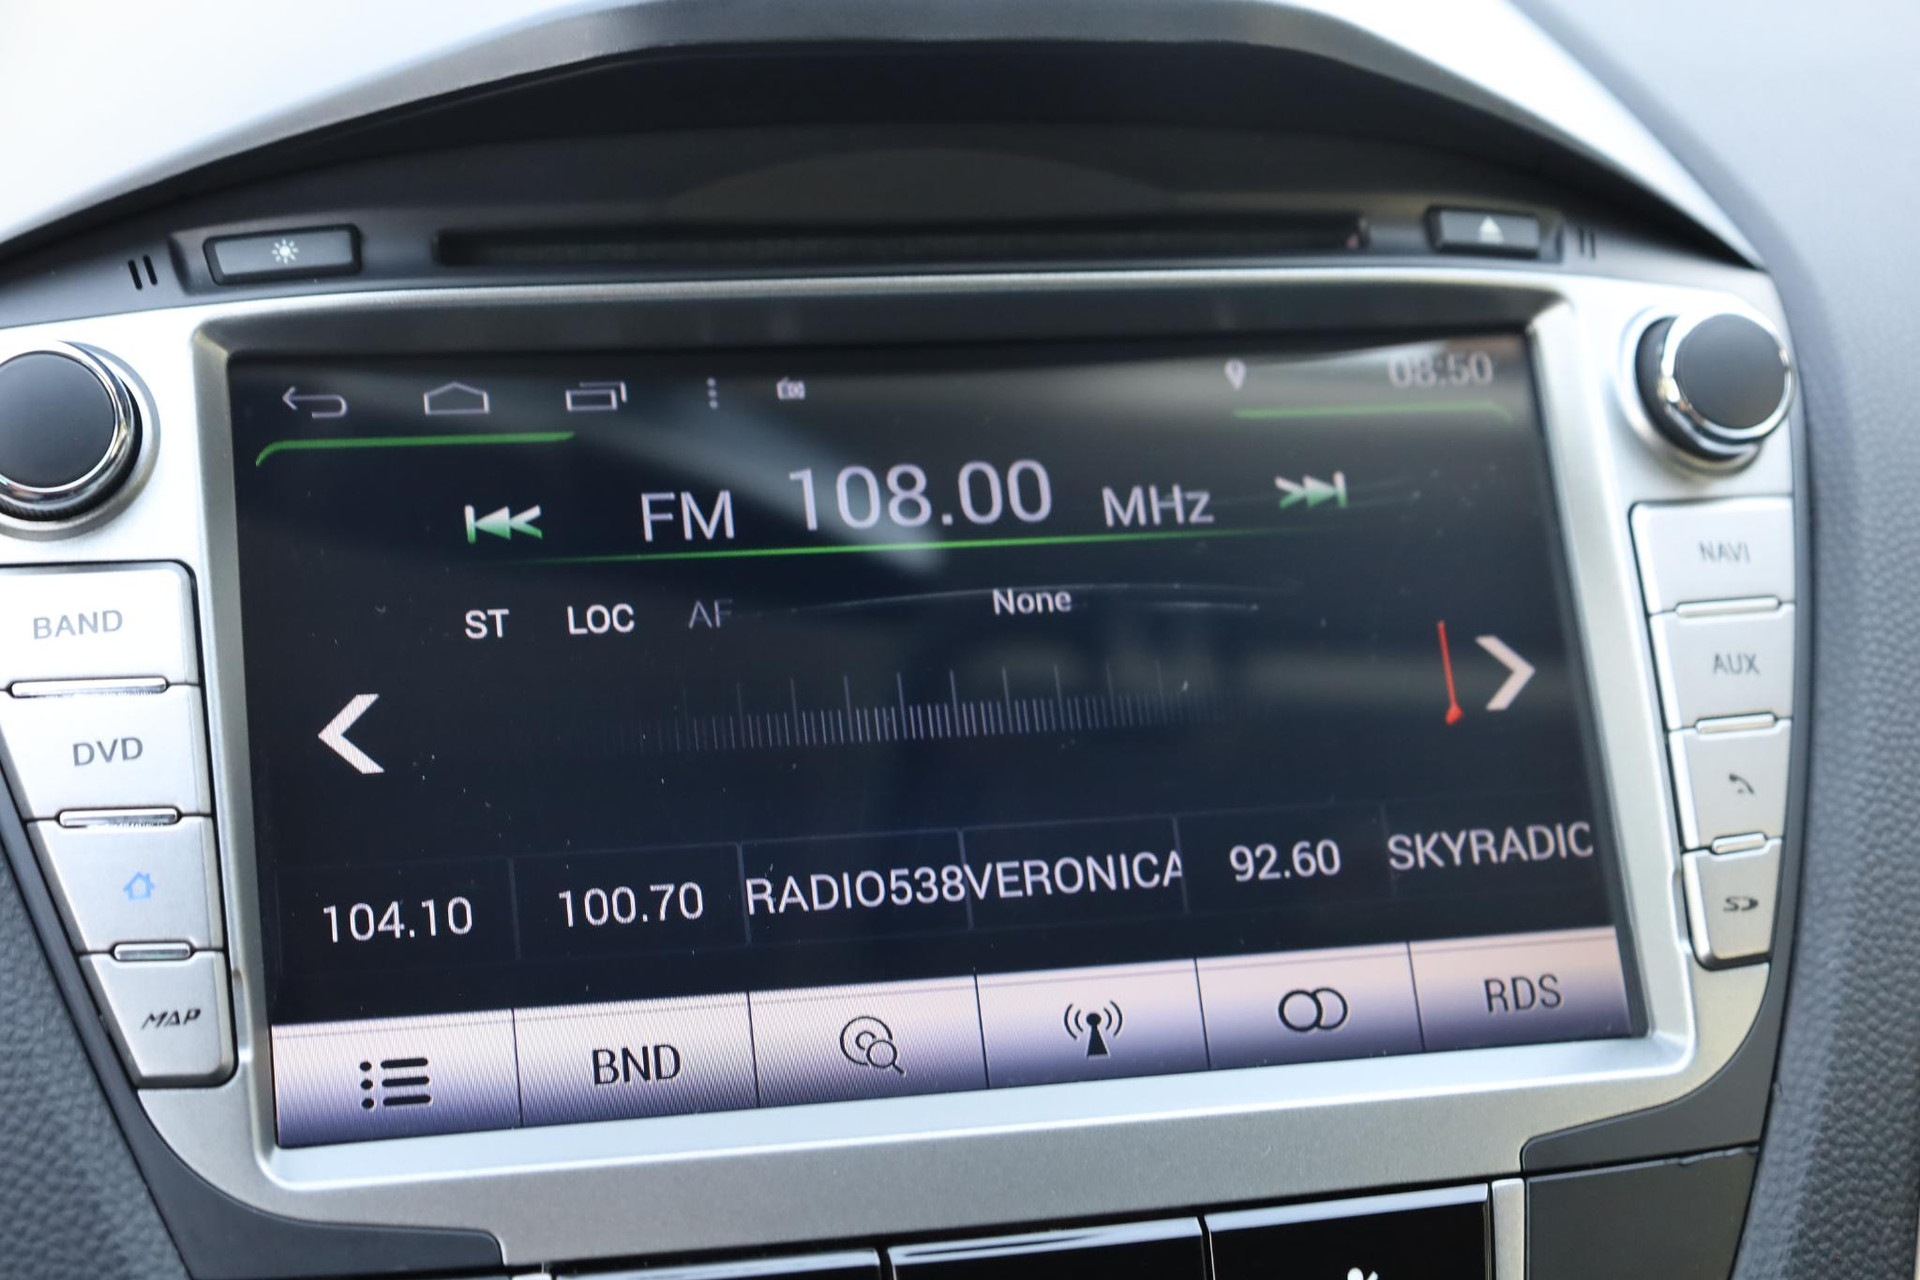 08:50
FM 108.00 MHz
ST LOC AF None
104.10 100.70 RADIO538 VERONICA 92.60 SKYRADIO
BND RDS
BAND
DVD
MAP
NAVI
AUX
SD